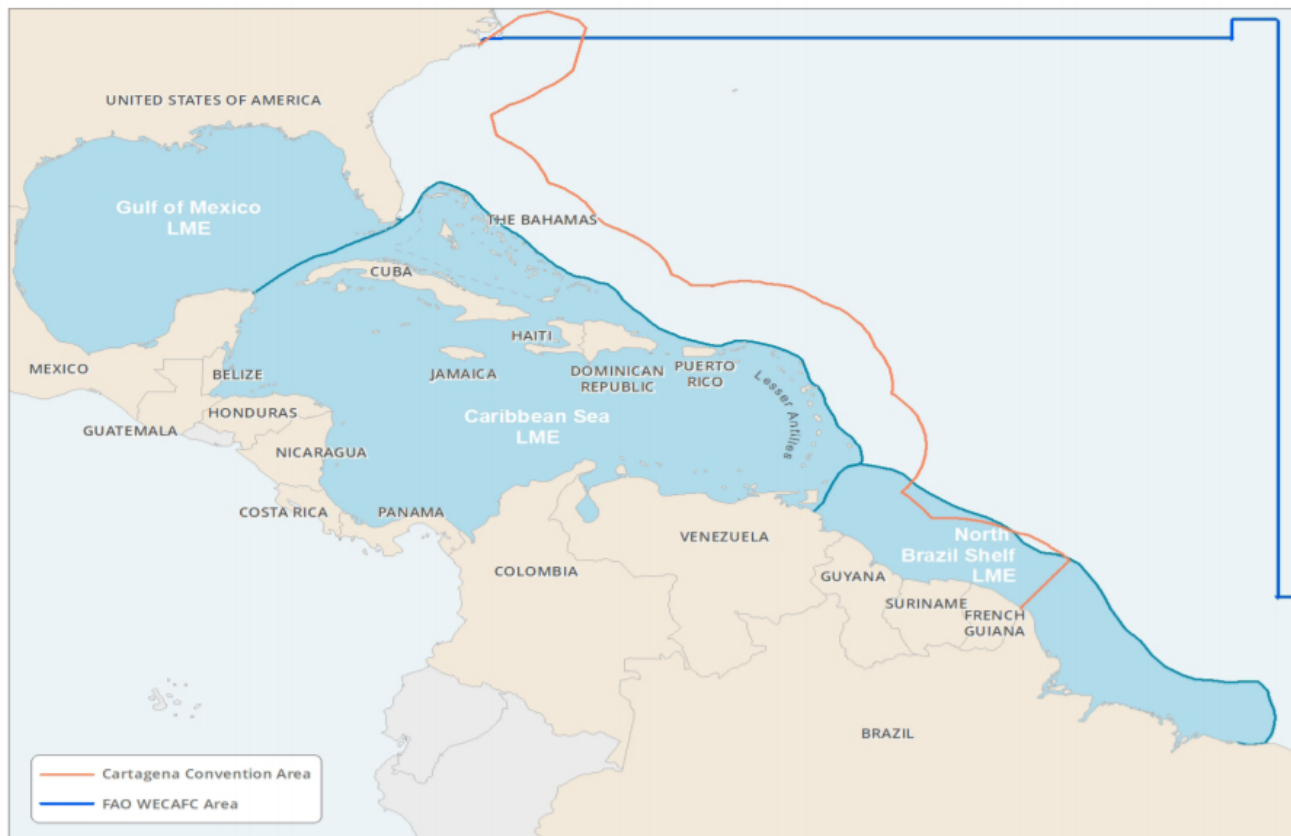 UNITED STATES OF AMERICA
Gulf of Mexico
LME
THE BAHAMAS
CUBA
HAITI
MEXICO
BELIZE
JAMAICA
DOMINICAN
REPUBLIC
PUERTO
RICO
Lesser Antilles
HONDURAS
Caribbean Sea
LME
GUATEMALA
NICARAGUA
COSTA RICA
PANAMA
VENEZUELA
North
Brazil Shelf
LME
COLOMBIA
GUYANA
SURINAME
FRENCH
GUIANA
BRAZIL
Cartagena Convention Area
FAO WECAFC Area